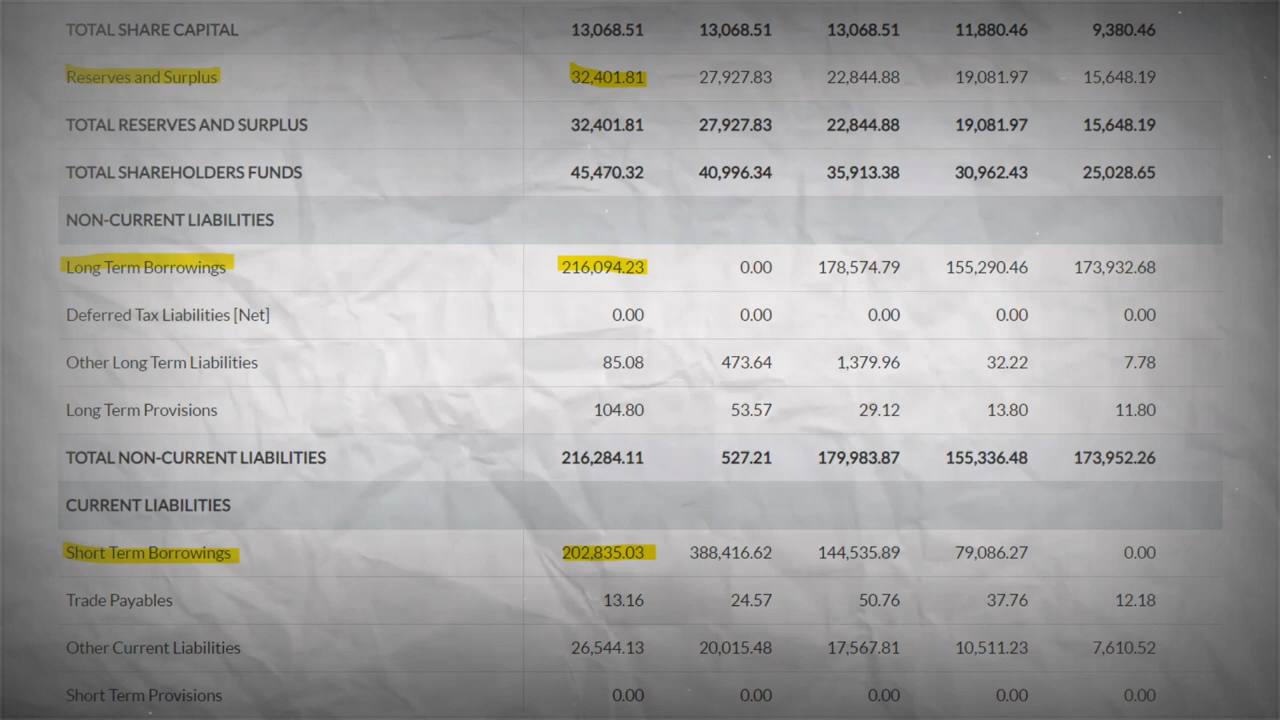 TOTAL SHARE CAPITAL 13,068.51 13,068.51 13,068.51 11,880.46 9,380.46
Reserves and Surplus 32,401.81 27,927.83 22,844.88 19,081.97 15,648.19
TOTAL RESERVES AND SURPLUS 32,401.81 27,927.83 22,844.88 19,081.97 15,648.19
TOTAL SHAREHOLDERS FUNDS 45,470.32 40,996.34 35,913.38 30,962.43 25,028.65
NON-CURRENT LIABILITIES
Long Term Borrowings 216,094.23 0.00 178,574.79 155,290.46 173,932.68
Deferred Tax Liabilities [Net] 0.00 0.00 0.00 0.00 0.00
Other Long Term Liabilities 85.08 473.64 1,379.96 32.22 7.78
Long Term Provisions 104.80 53.57 29.12 13.80 11.80
TOTAL NON-CURRENT LIABILITIES 216,284.11 527.21 179,983.87 155,336.48 173,952.26
CURRENT LIABILITIES
Short Term Borrowings 202,835.03 388,416.62 144,535.89 79,086.27 0.00
Trade Payables 13.16 24.57 50.76 37.76 12.18
Other Current Liabilities 26,544.13 20,015.48 17,567.81 10,511.23 7,610.52
Short Term Provisions 0.00 0.00 0.00 0.00 0.00